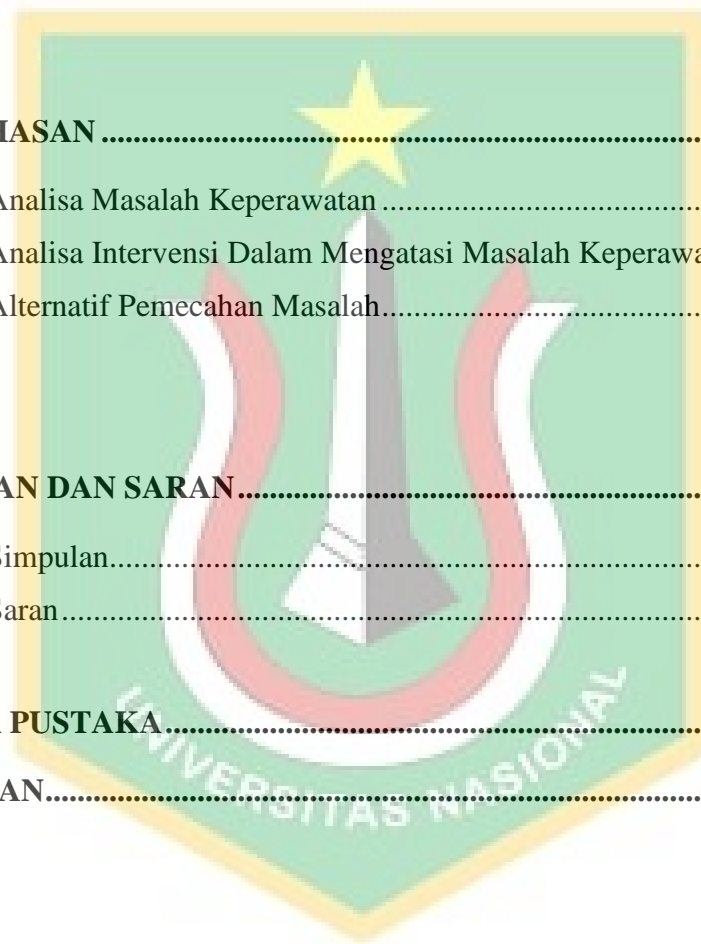 ASAN ........................................................................
Analisa Masalah Keperawatan ........................................
Analisa Intervensi Dalam Mengatasi Masalah Keperawa
Alternatif Pemecahan Masalah........................................
AN DAN SARAN........................................................
Simpulan........................................................................
Saran..............................................................................
PUSTAKA.................................................................
AN..................................................................................
UNIVERSITAS NASIONAL